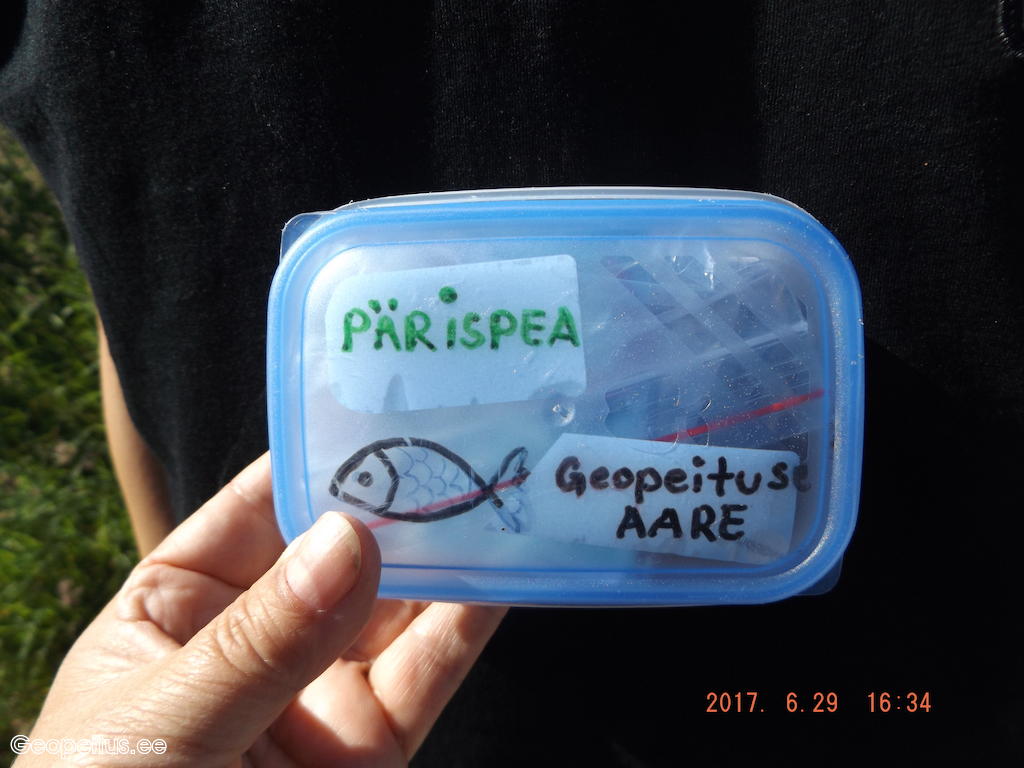 PÄRiSPEA
Geopeituse
AARE
2017. 6.29 16:34
Geopeitus.ee